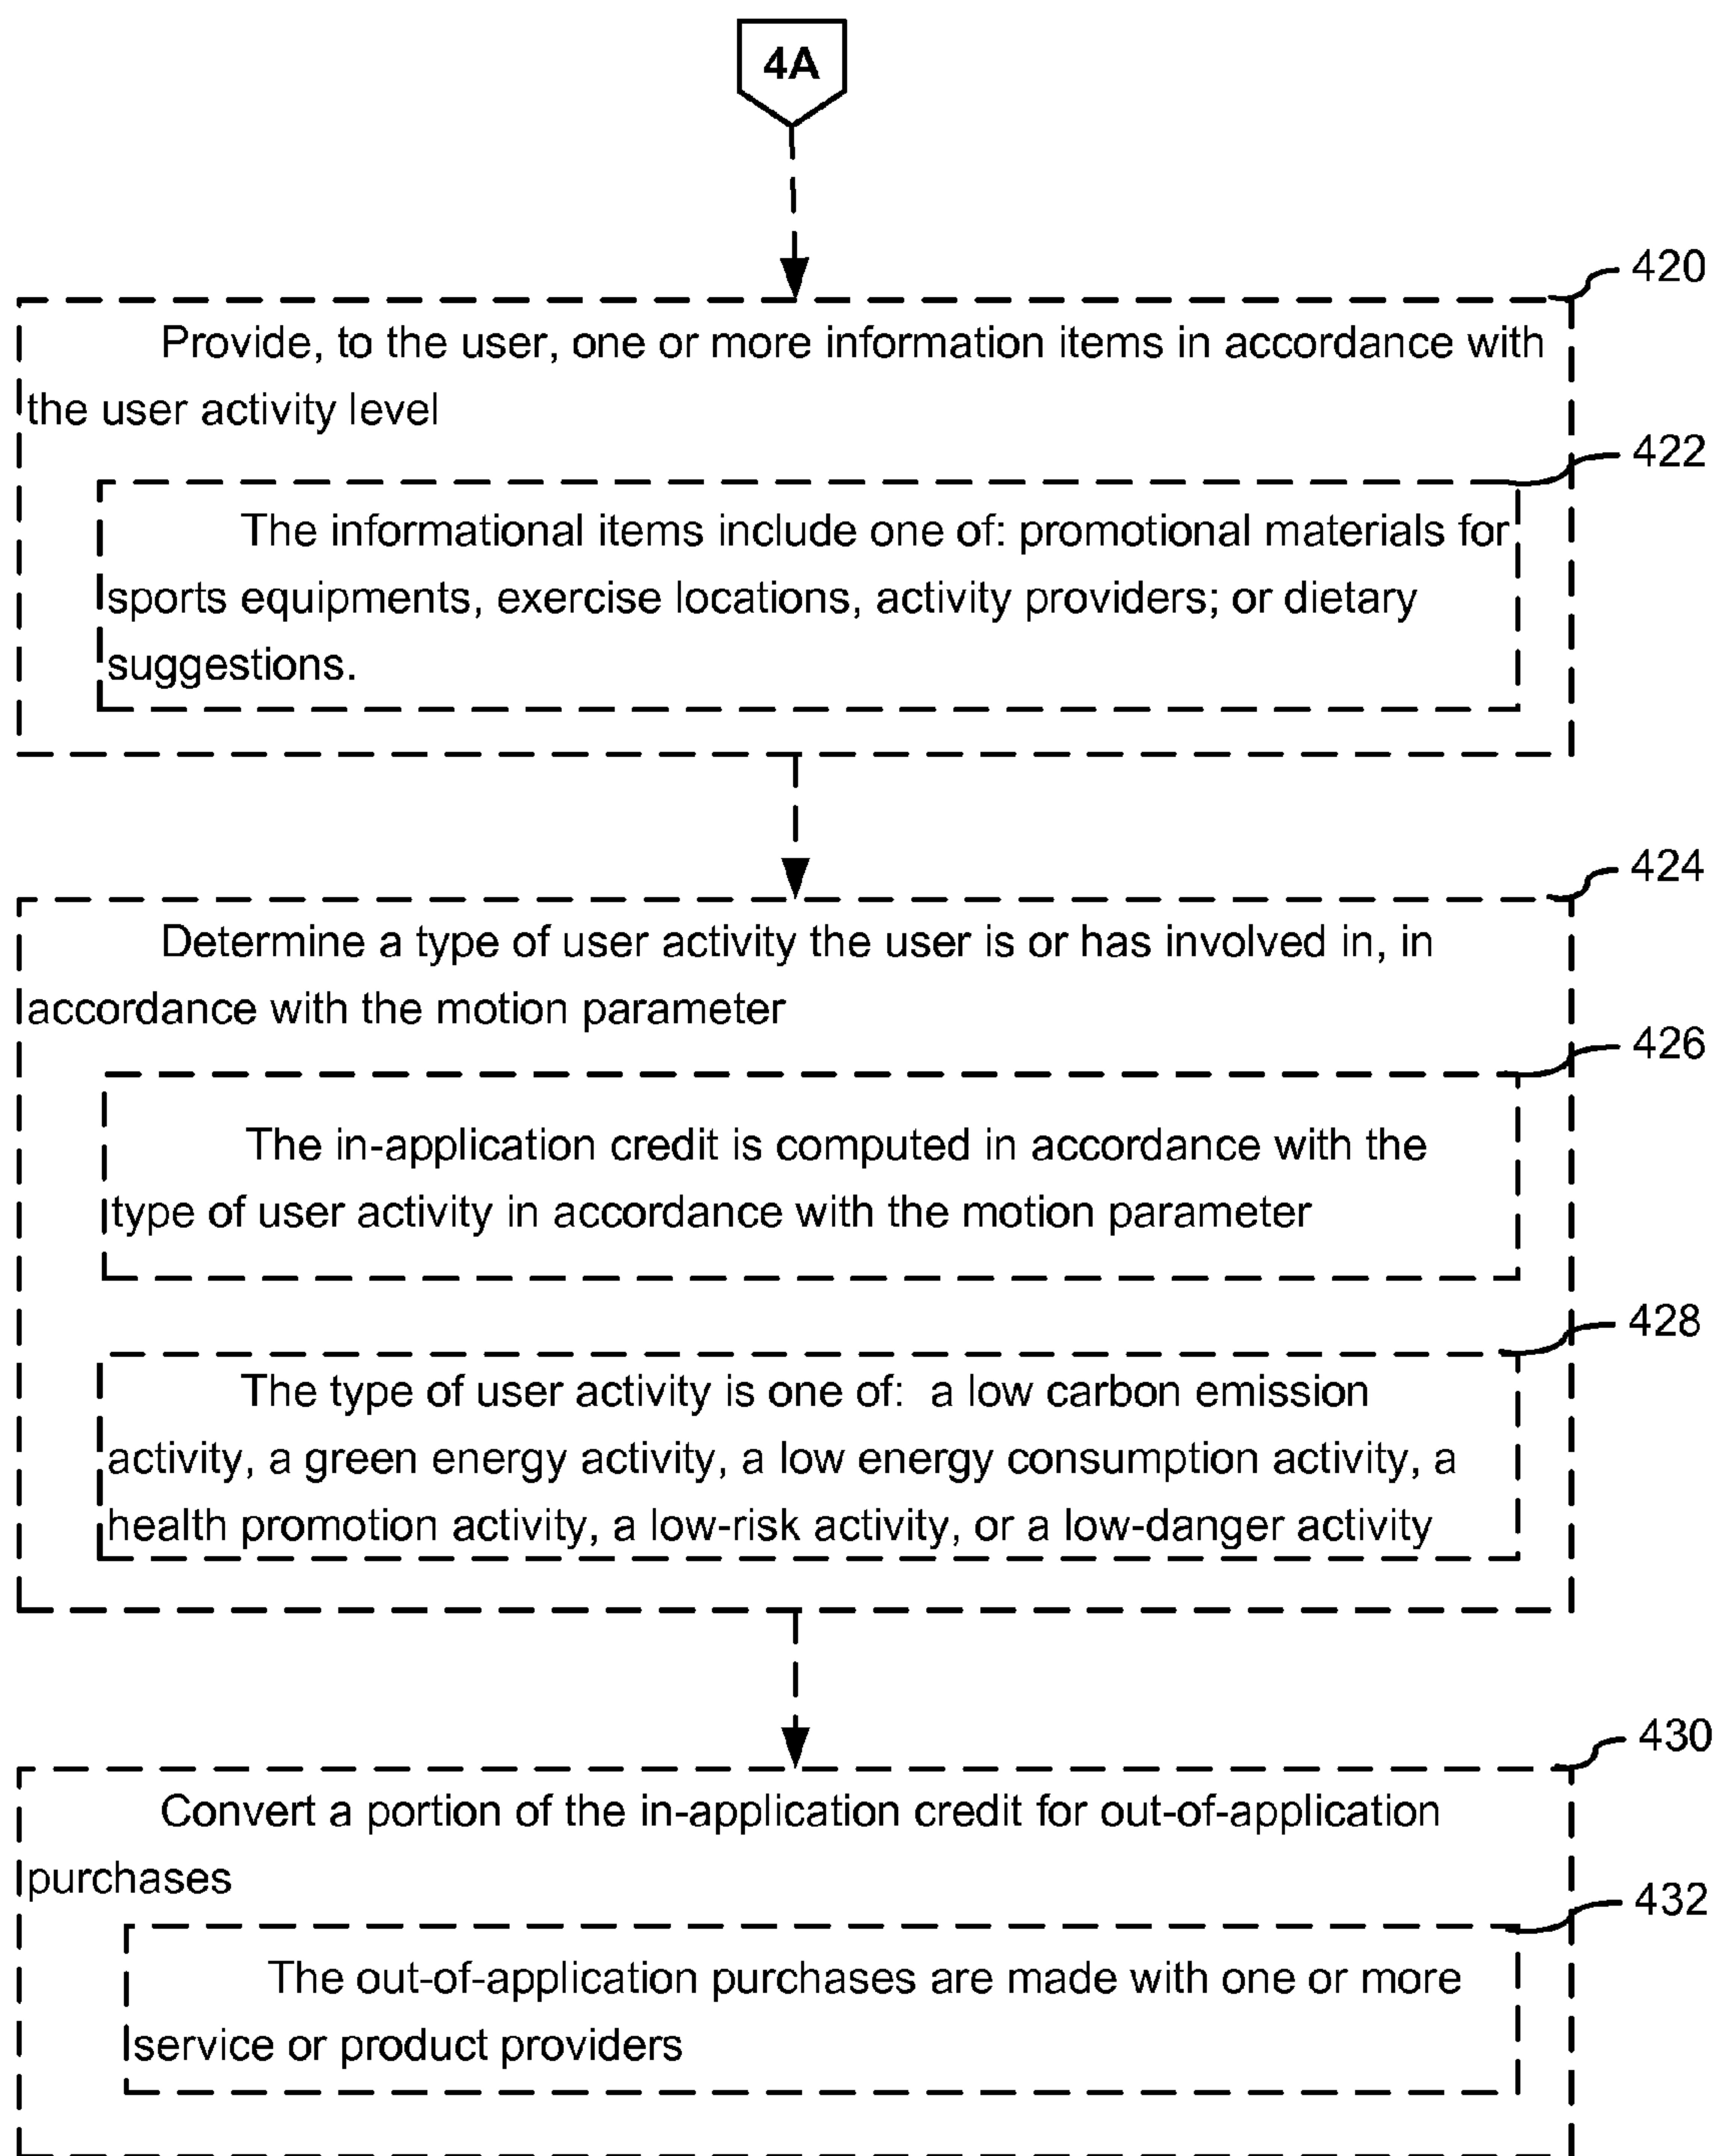 4A
420
Provide, to the user, one or more information items in accordance with
the user activity level
422
The informational items include one of: promotional materials for
sports equipments, exercise locations, activity providers; or dietary
suggestions.
424
Determine a type of user activity the user is or has involved in, in
accordance with the motion parameter
426
The in-application credit is computed in accordance with the
type of user activity in accordance with the motion parameter
428
The type of user activity is one of:  a low carbon emission
activity, a green energy activity, a low energy consumption activity, a
health promotion activity, a low-risk activity, or a low-danger activity
430
Convert a portion of the in-application credit for out-of-application
purchases
432
The out-of-application purchases are made with one or more
service or product providers